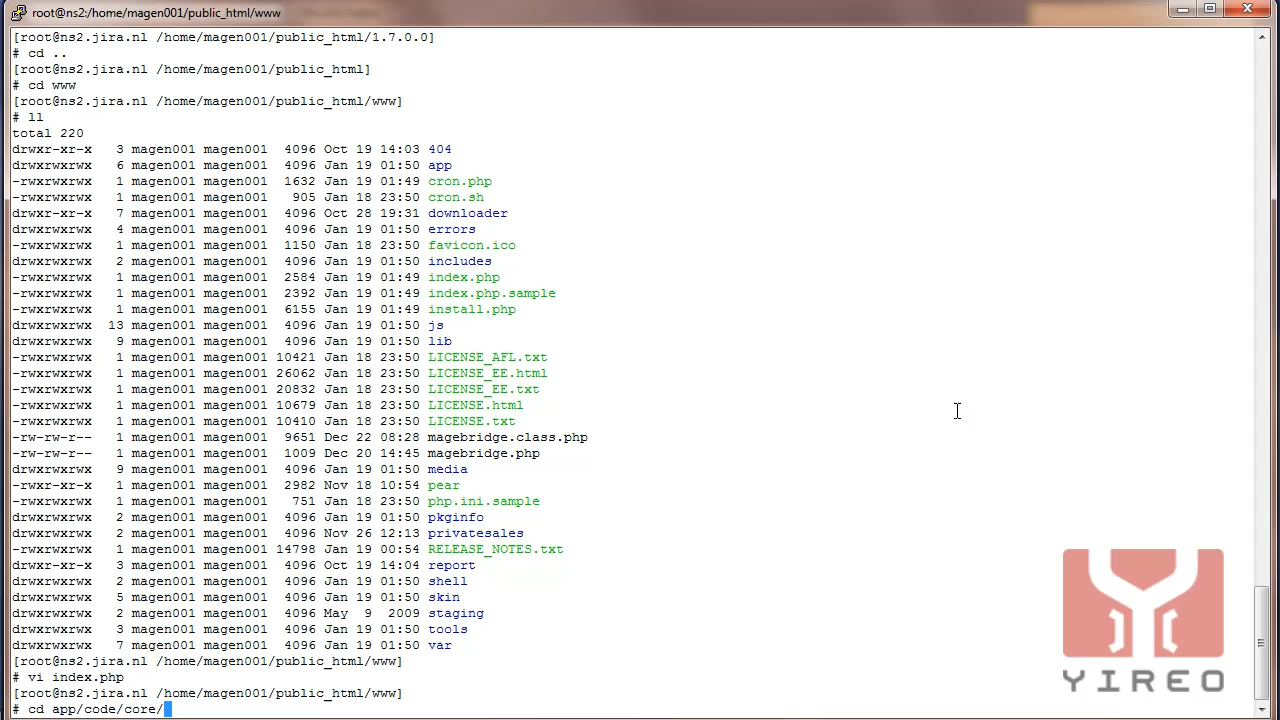 root@ns2:/home/magen001/public_html/www
[root@ns2.jira.nl /home/magen001/public_html/1.7.0.0]
# cd ..
[root@ns2.jira.nl /home/magen001/public_html]
# cd www
[root@ns2.jira.nl /home/magen001/public_html/www]
# ll
total 220
drwxr-xr-x   3 magen001 magen001  4096 Oct 19 14:03 404
drwxrwxrwx   6 magen001 magen001  4096 Jan 19 01:50 app
-rwxrwxrwx   1 magen001 magen001  1632 Jan 19 01:49 cron.php
-rwxrwxrwx   1 magen001 magen001   905 Jan 18 23:50 cron.sh
drwxr-xr-x   7 magen001 magen001  4096 Oct 28 19:31 downloader
drwxrwxrwx   4 magen001 magen001  4096 Jan 19 01:50 errors
-rwxrwxrwx   1 magen001 magen001  1150 Jan 18 23:50 favicon.ico
drwxrwxrwx   2 magen001 magen001  4096 Jan 19 01:50 includes
-rwxrwxrwx   1 magen001 magen001  2584 Jan 19 01:49 index.php
-rwxrwxrwx   1 magen001 magen001  2392 Jan 19 01:49 index.php.sample
-rwxrwxrwx   1 magen001 magen001  6155 Jan 19 01:49 install.php
drwxrwxrwx  13 magen001 magen001  4096 Jan 19 01:50 js
drwxrwxrwx   9 magen001 magen001  4096 Jan 19 01:50 lib
-rwxrwxrwx   1 magen001 magen001 10421 Jan 18 23:50 LICENSE_AFL.txt
-rwxrwxrwx   1 magen001 magen001 26062 Jan 18 23:50 LICENSE_EE.html
-rwxrwxrwx   1 magen001 magen001 20832 Jan 18 23:50 LICENSE_EE.txt
-rwxrwxrwx   1 magen001 magen001 10679 Jan 18 23:50 LICENSE.html
-rwxrwxrwx   1 magen001 magen001 10410 Jan 18 23:50 LICENSE.txt
-rw-rw-r--   1 magen001 magen001  9651 Dec 22 08:28 magebridge.class.php
-rw-rw-r--   1 magen001 magen001  1009 Dec 20 14:45 magebridge.php
drwxrwxrwx   9 magen001 magen001  4096 Jan 19 01:50 media
-rwxrwxrwx   1 magen001 magen001  2982 Nov 18 10:54 pear
-rwxrwxrwx   1 magen001 magen001   751 Jan 18 23:50 php.ini.sample
drwxrwxrwx   2 magen001 magen001  4096 Jan 19 01:50 pkginfo
drwxrwxrwx   2 magen001 magen001  4096 Nov 26 12:13 privatesales
-rwxrwxrwx   1 magen001 magen001 14798 Jan 19 00:54 RELEASE_NOTES.txt
drwxr-xr-x   3 magen001 magen001  4096 Oct 19 14:04 report
drwxrwxrwx   2 magen001 magen001  4096 Jan 19 01:50 shell
drwxrwxrwx   5 magen001 magen001  4096 Jan 19 01:50 skin
drwxrwxrwx   2 magen001 magen001  4096 May  9  2009 staging
drwxrwxrwx   3 magen001 magen001  4096 Jan 19 01:50 tools
drwxrwxrwx   7 magen001 magen001  4096 Jan 19 01:50 var
[root@ns2.jira.nl /home/magen001/public_html/www]
# vi index.php
[root@ns2.jira.nl /home/magen001/public_html/www]
# cd app/code/core/
YIREO